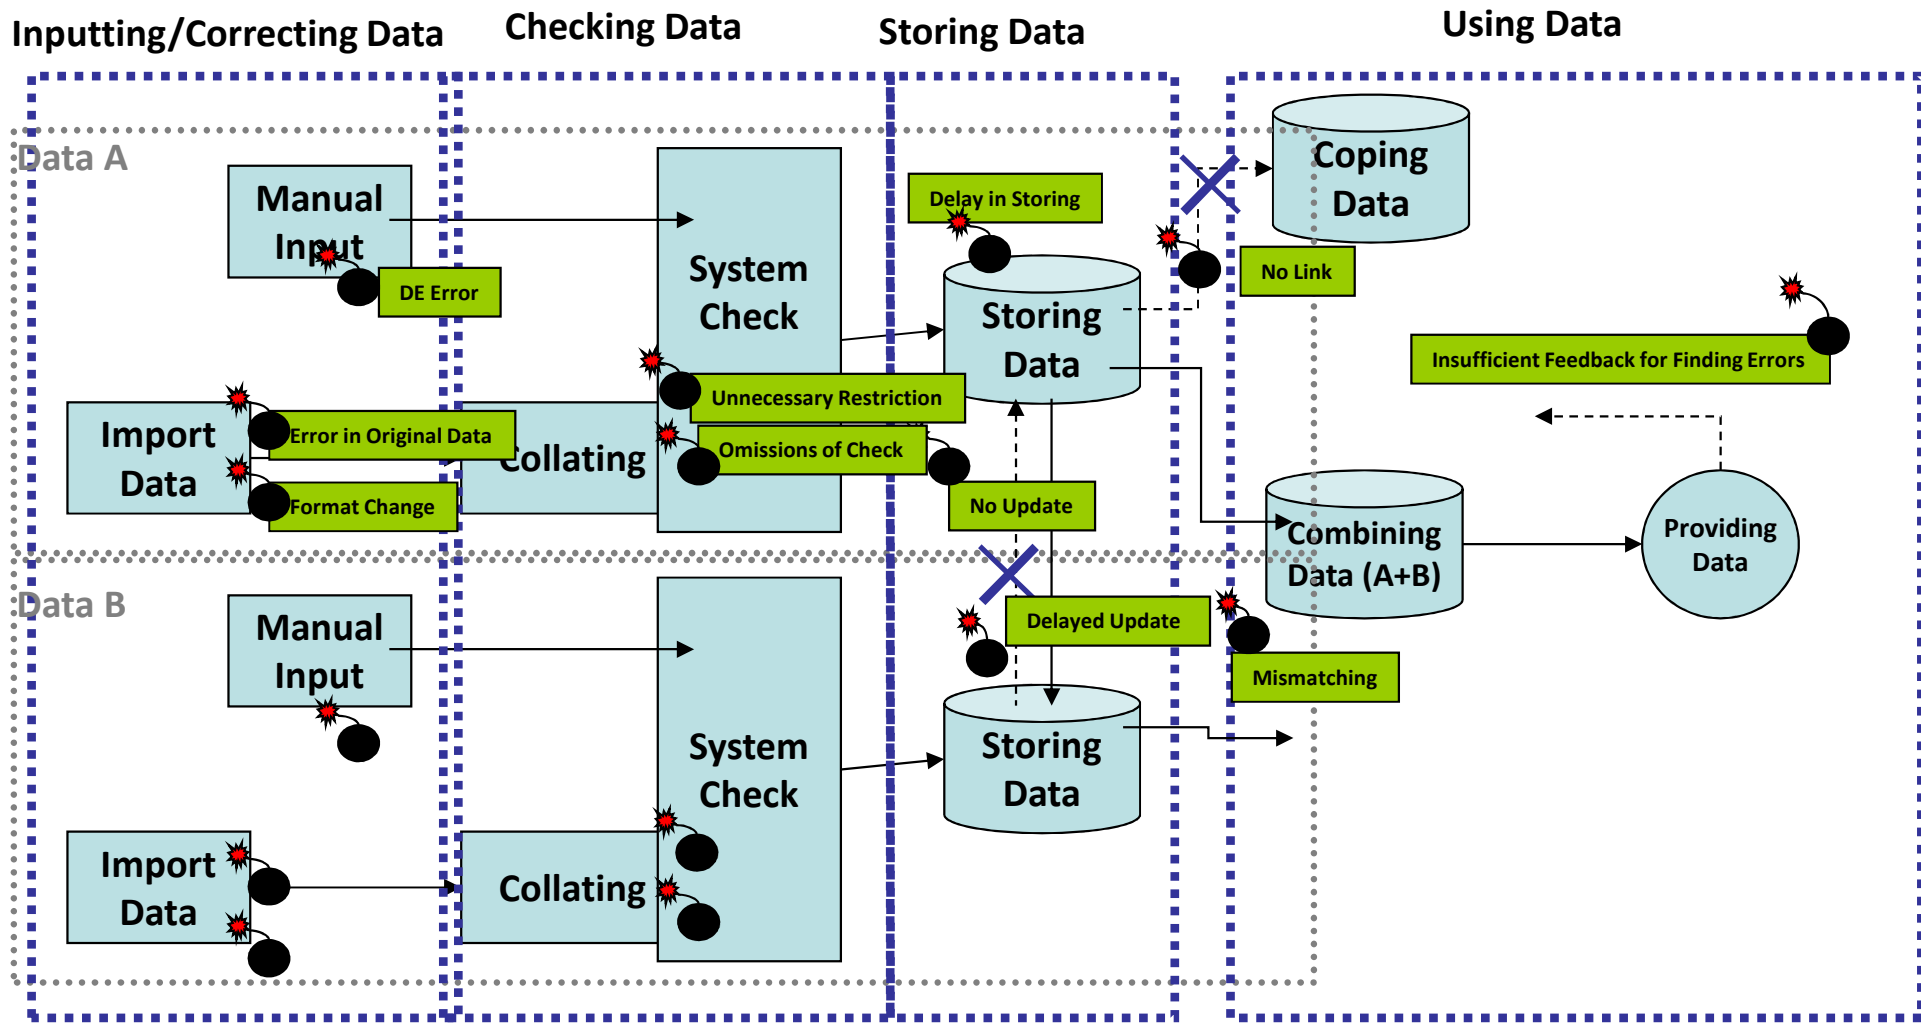 Inputting/Correcting Data
Checking Data
Storing Data
Using Data
Data A
Manual
Input
DE Error
Import
Data
Error in Original Data
Format Change
Collating
System
Check
Unnecessary Restriction
Omissions of Check
Delay in Storing
Storing
Data
No Update
Coping
Data
No Link
Insufficient Feedback for Finding Errors
Combining
Data (A+B)
Providing
Data
Data B
Manual
Input
Import
Data
Collating
System
Check
Delayed Update
Storing
Data
Mismatching